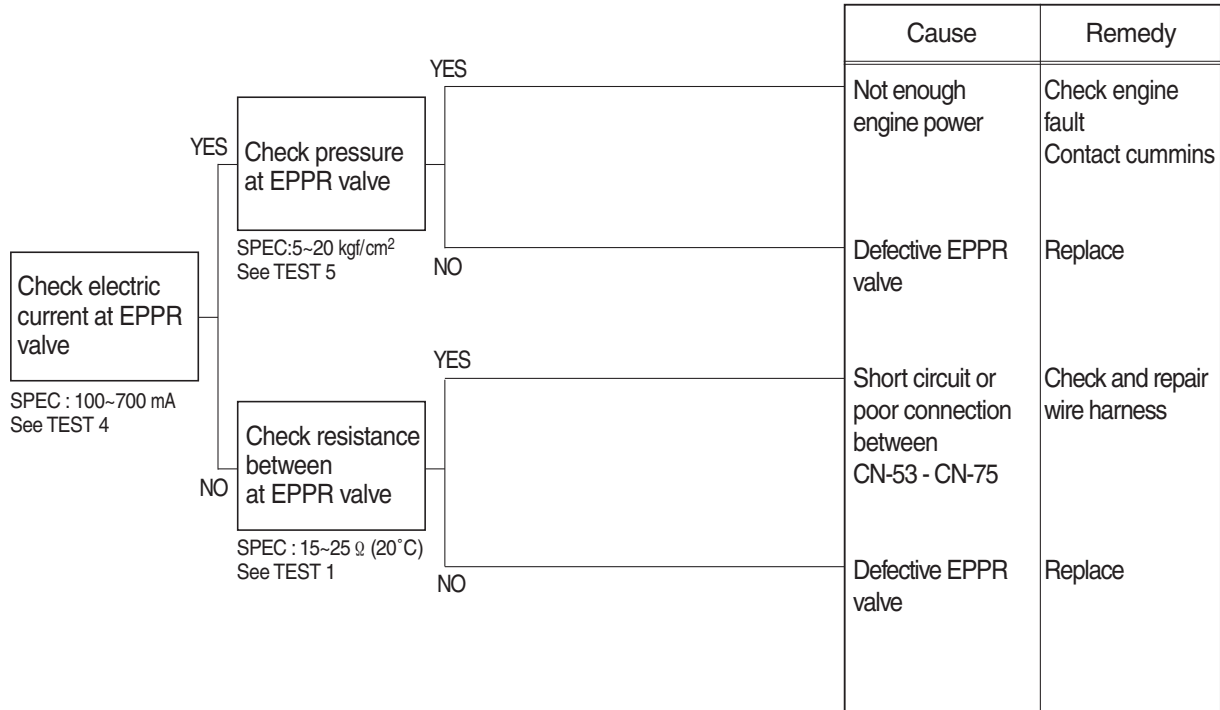 Cause
Remedy
YES
Not enough
engine power
Check engine
fault
Contact cummins
YES
Check pressure
at EPPR valve
SPEC:5~20 kgf/cm²
See TEST 5
NO
Defective EPPR
valve
Replace
Check electric
current at EPPR
valve
SPEC : 100~700 mA
See TEST 4
YES
Short circuit or
poor connection
between
CN-53 - CN-75
Check and repair
wire harness
NO
Check resistance
between
at EPPR valve
SPEC : 15~25 Ω (20˚C)
See TEST 1
NO
Defective EPPR
valve
Replace